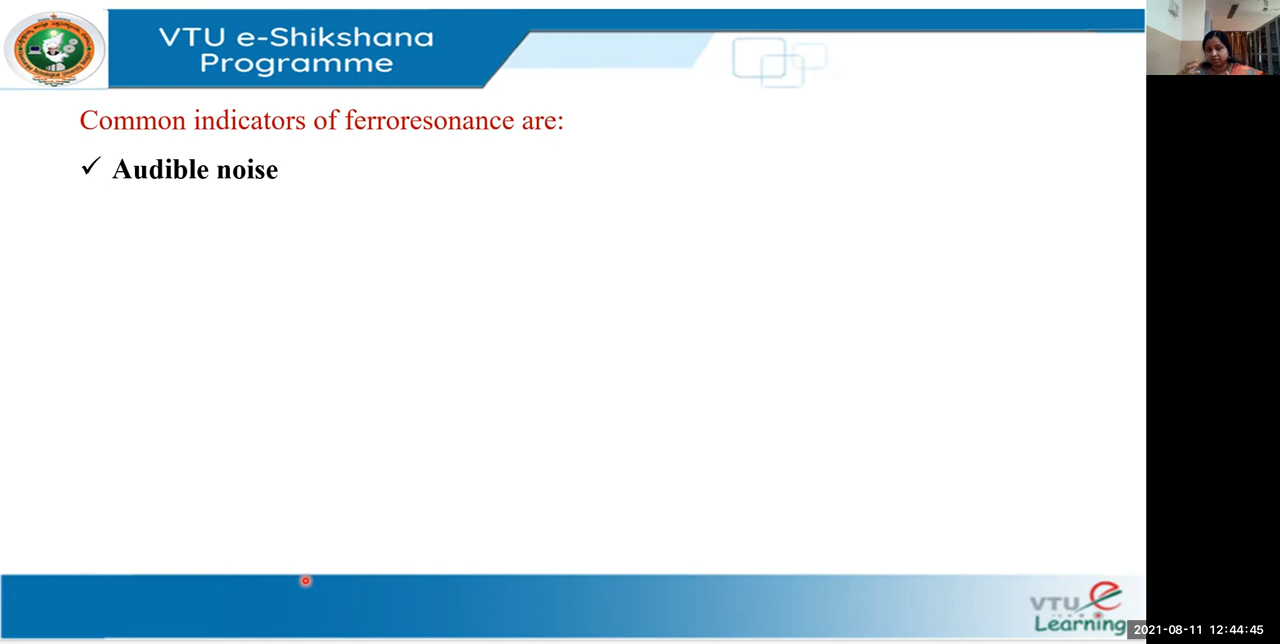 VTU e-Shikshana
Programme
Common indicators of ferroresonance are:
✓ Audible noise
VTU e
Learning
2021-08-11 12:44:45